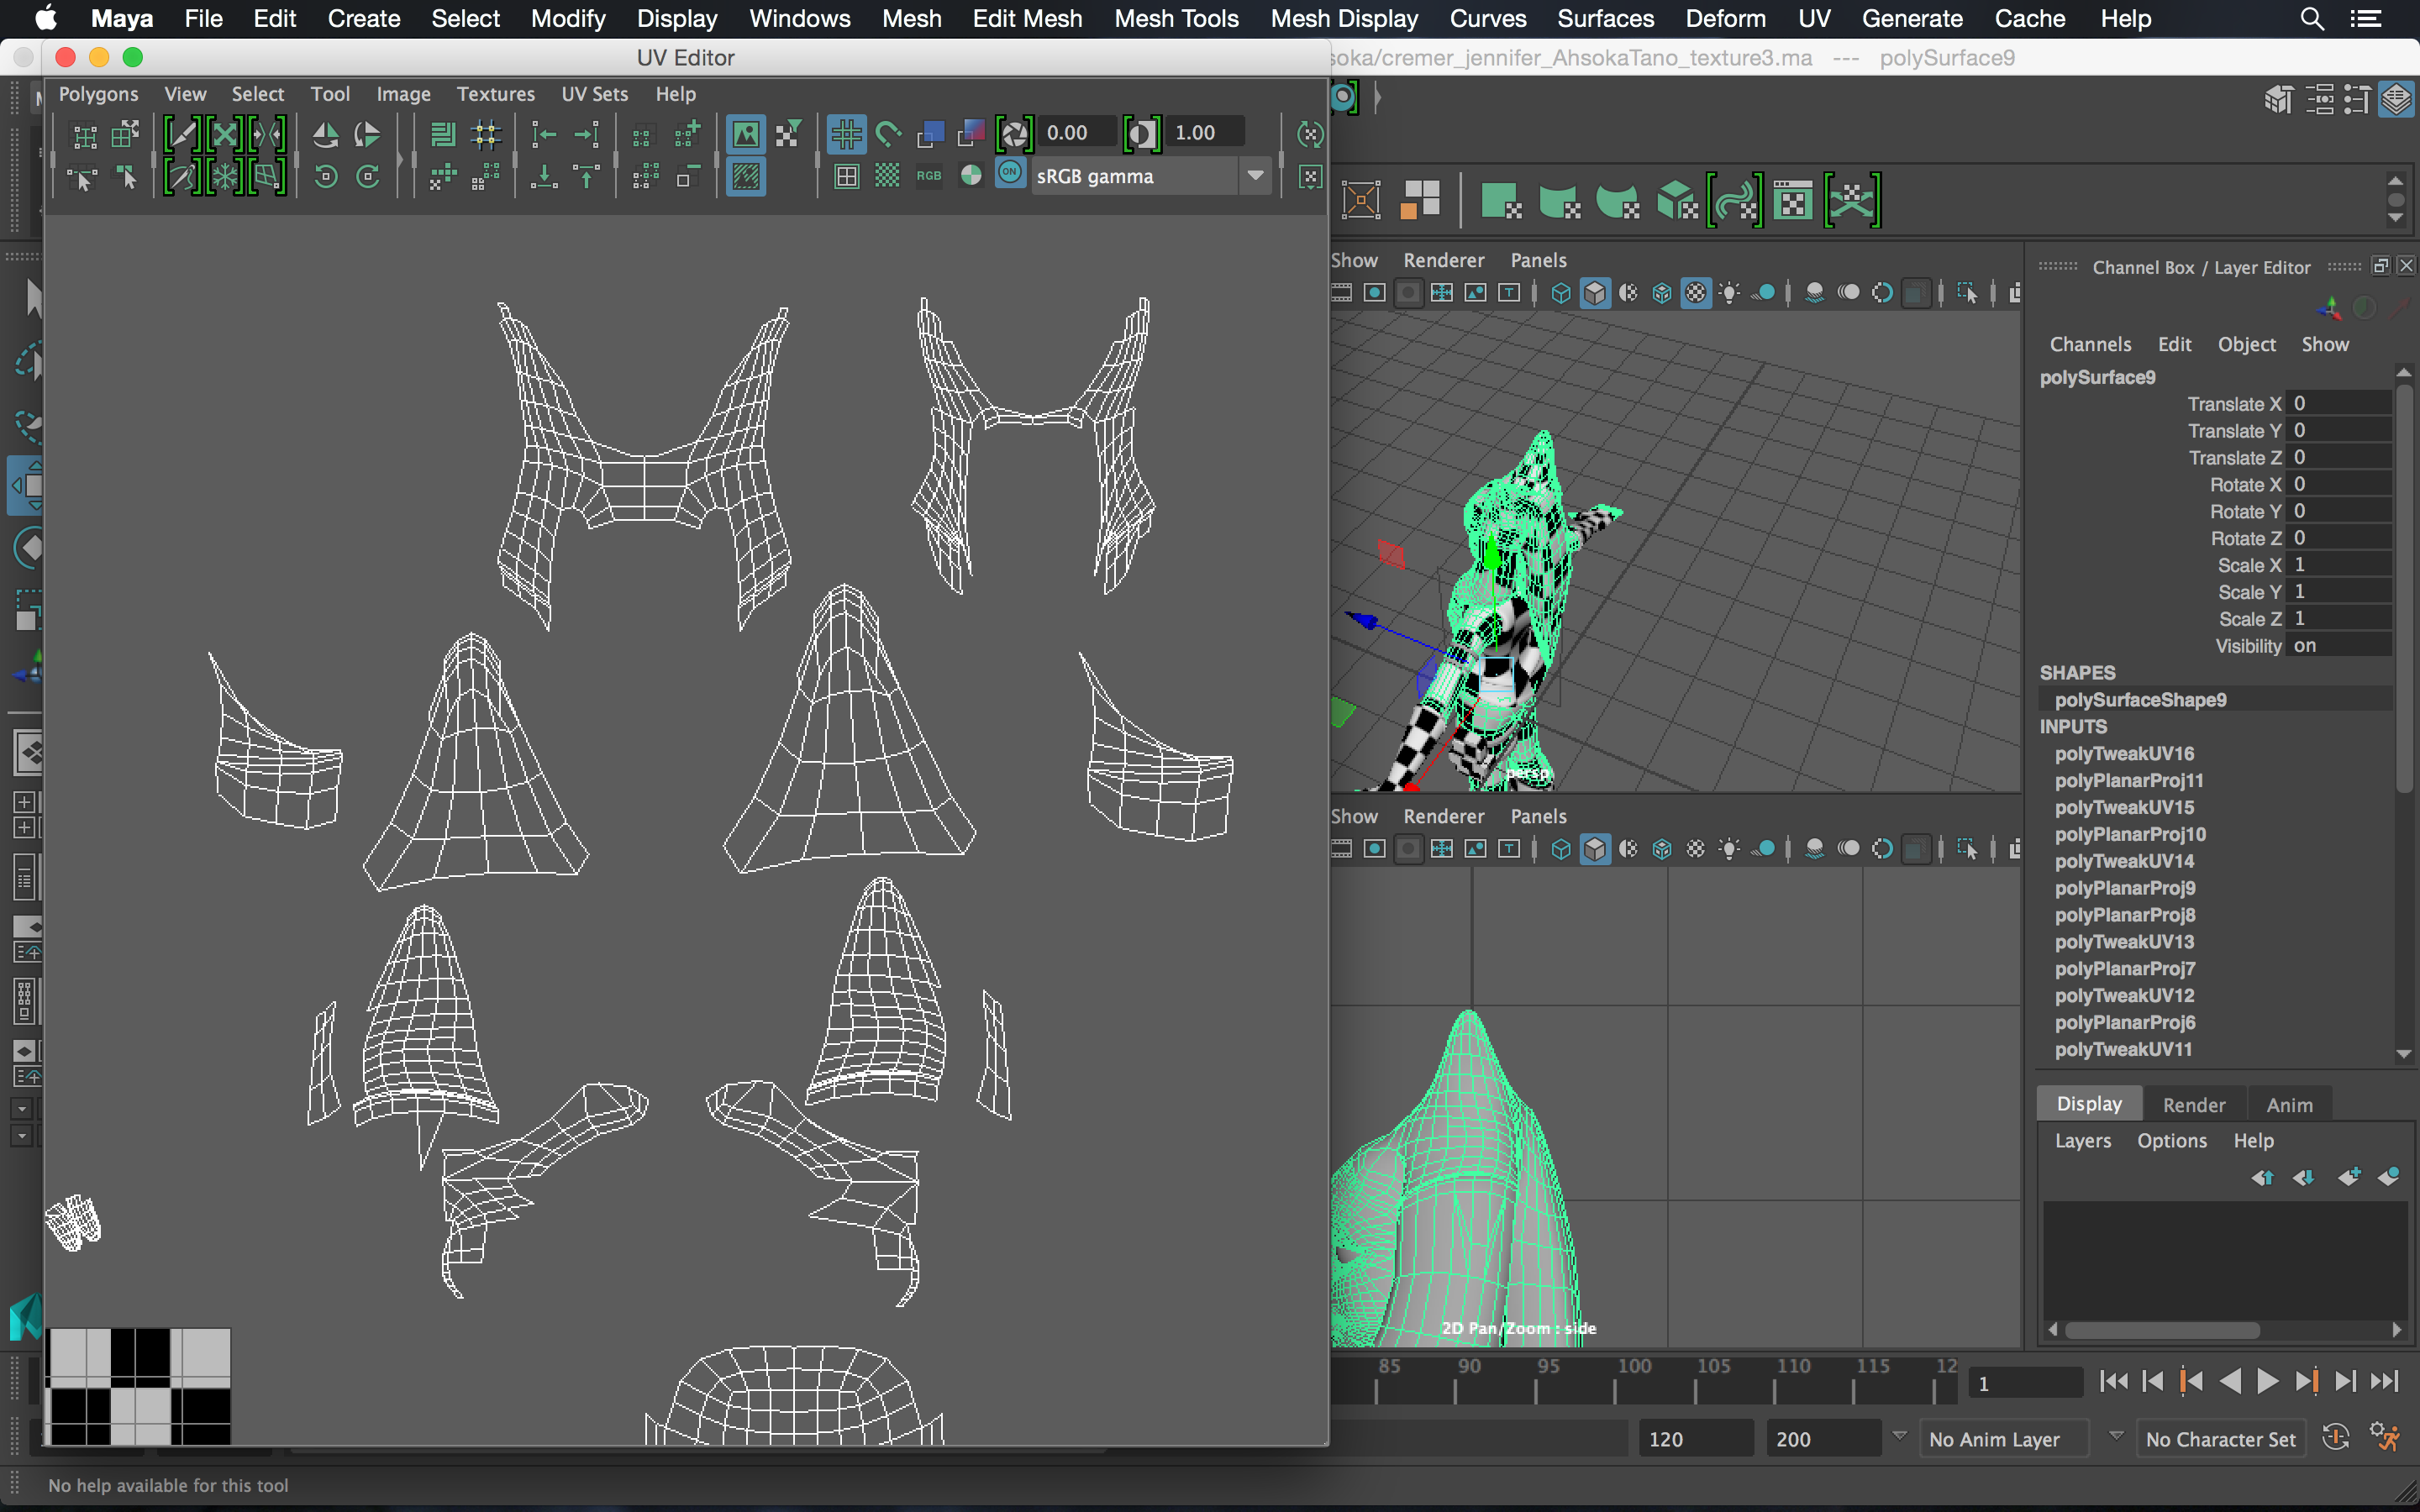 Maya File Edit Create Select Modify Display Windows Mesh Edit Mesh Mesh Tools Mesh Display Curves Surfaces Deform UV Generate Cache Help
UV Editor
soka/cremer_jennifer_AhsokaTano_texture3.ma --- polySurface9
Polygons View Select Tool Image Textures UV Sets Help
0.00 1.00
RGB ON sRGB gamma
Show Renderer Panels
Channel Box / Layer Editor
Channels Edit Object Show
polySurface9
Translate X 0
Translate Y 0
Translate Z 0
Rotate X 0
Rotate Y 0
Rotate Z 0
Scale X 1
Scale Y 1
Scale Z 1
Visibility on
SHAPES
polySurfaceShape9
INPUTS
polyTweakUV16
polyPlanarProj11
polyTweakUV15
polyPlanarProj10
polyTweakUV14
polyPlanarProj9
polyPlanarProj8
polyTweakUV13
polyPlanarProj7
polyTweakUV12
polyPlanarProj6
polyTweakUV11
persp
Show Renderer Panels
2D Pan/Zoom : side
Display Render Anim
Layers Options Help
85 90 95 100 105 110 115 12
1
120 200 No Anim Layer No Character Set
No help available for this tool